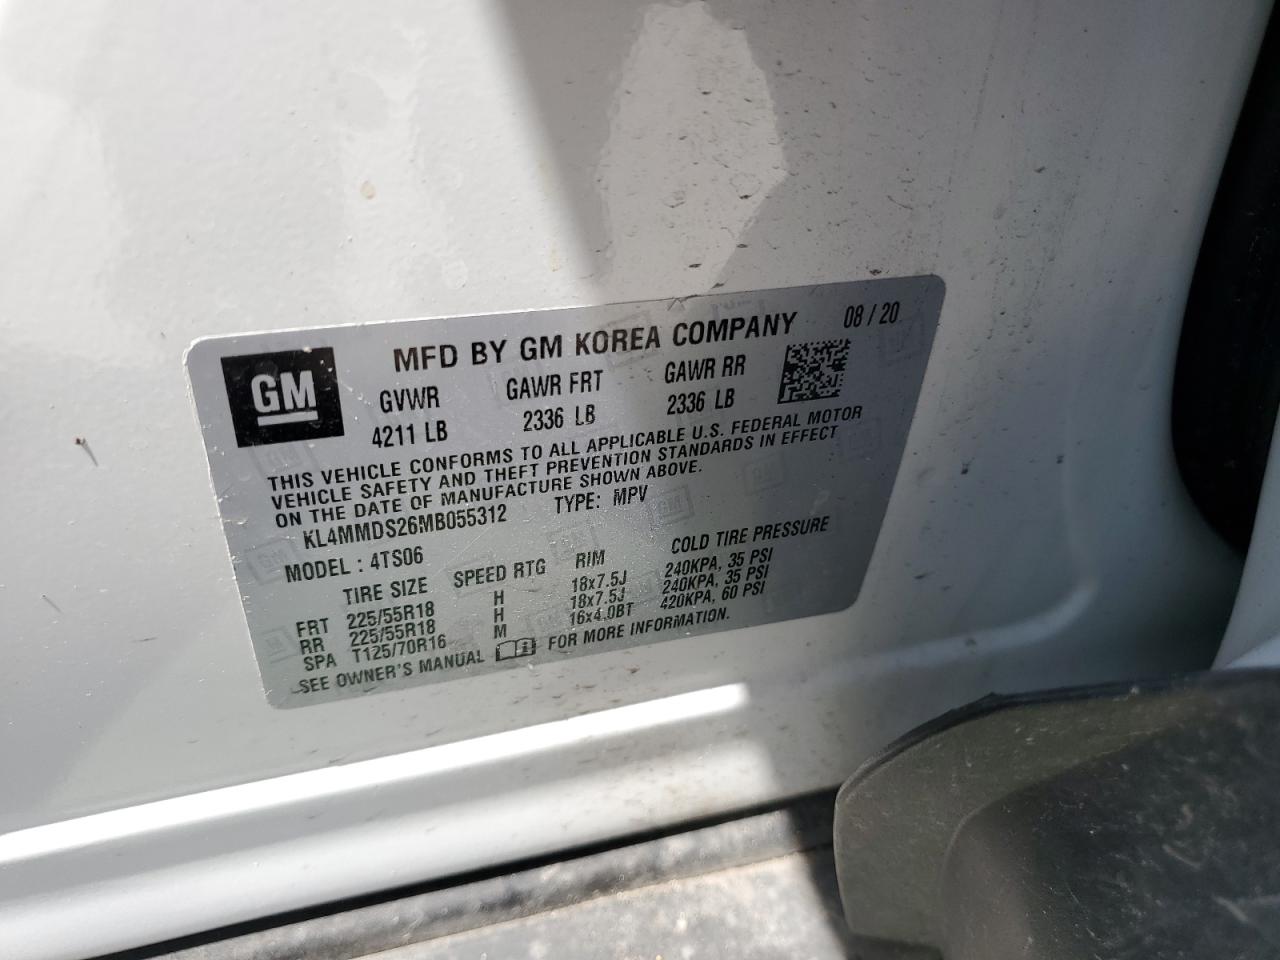 GM
MFD BY GM KOREA COMPANY 08 / 20
GVWR GAWR FRT GAWR RR
4211 LB 2336 LB 2336 LB
THIS VEHICLE CONFORMS TO ALL APPLICABLE U.S. FEDERAL MOTOR
VEHICLE SAFETY AND THEFT PREVENTION STANDARDS IN EFFECT
ON THE DATE OF MANUFACTURE SHOWN ABOVE.
KL4MMDS26MB055312 TYPE: MPV
MODEL : 4TS06
TIRE SIZE SPEED RTG RIM COLD TIRE PRESSURE
FRT 225/55R18 H 18x7.5J 240KPA, 35 PSI
RR 225/55R18 H 18x7.5J 240KPA, 35 PSI
SPA T125/70R16 M 16x4.0BT 420KPA, 60 PSI
SEE OWNER'S MANUAL FOR MORE INFORMATION.